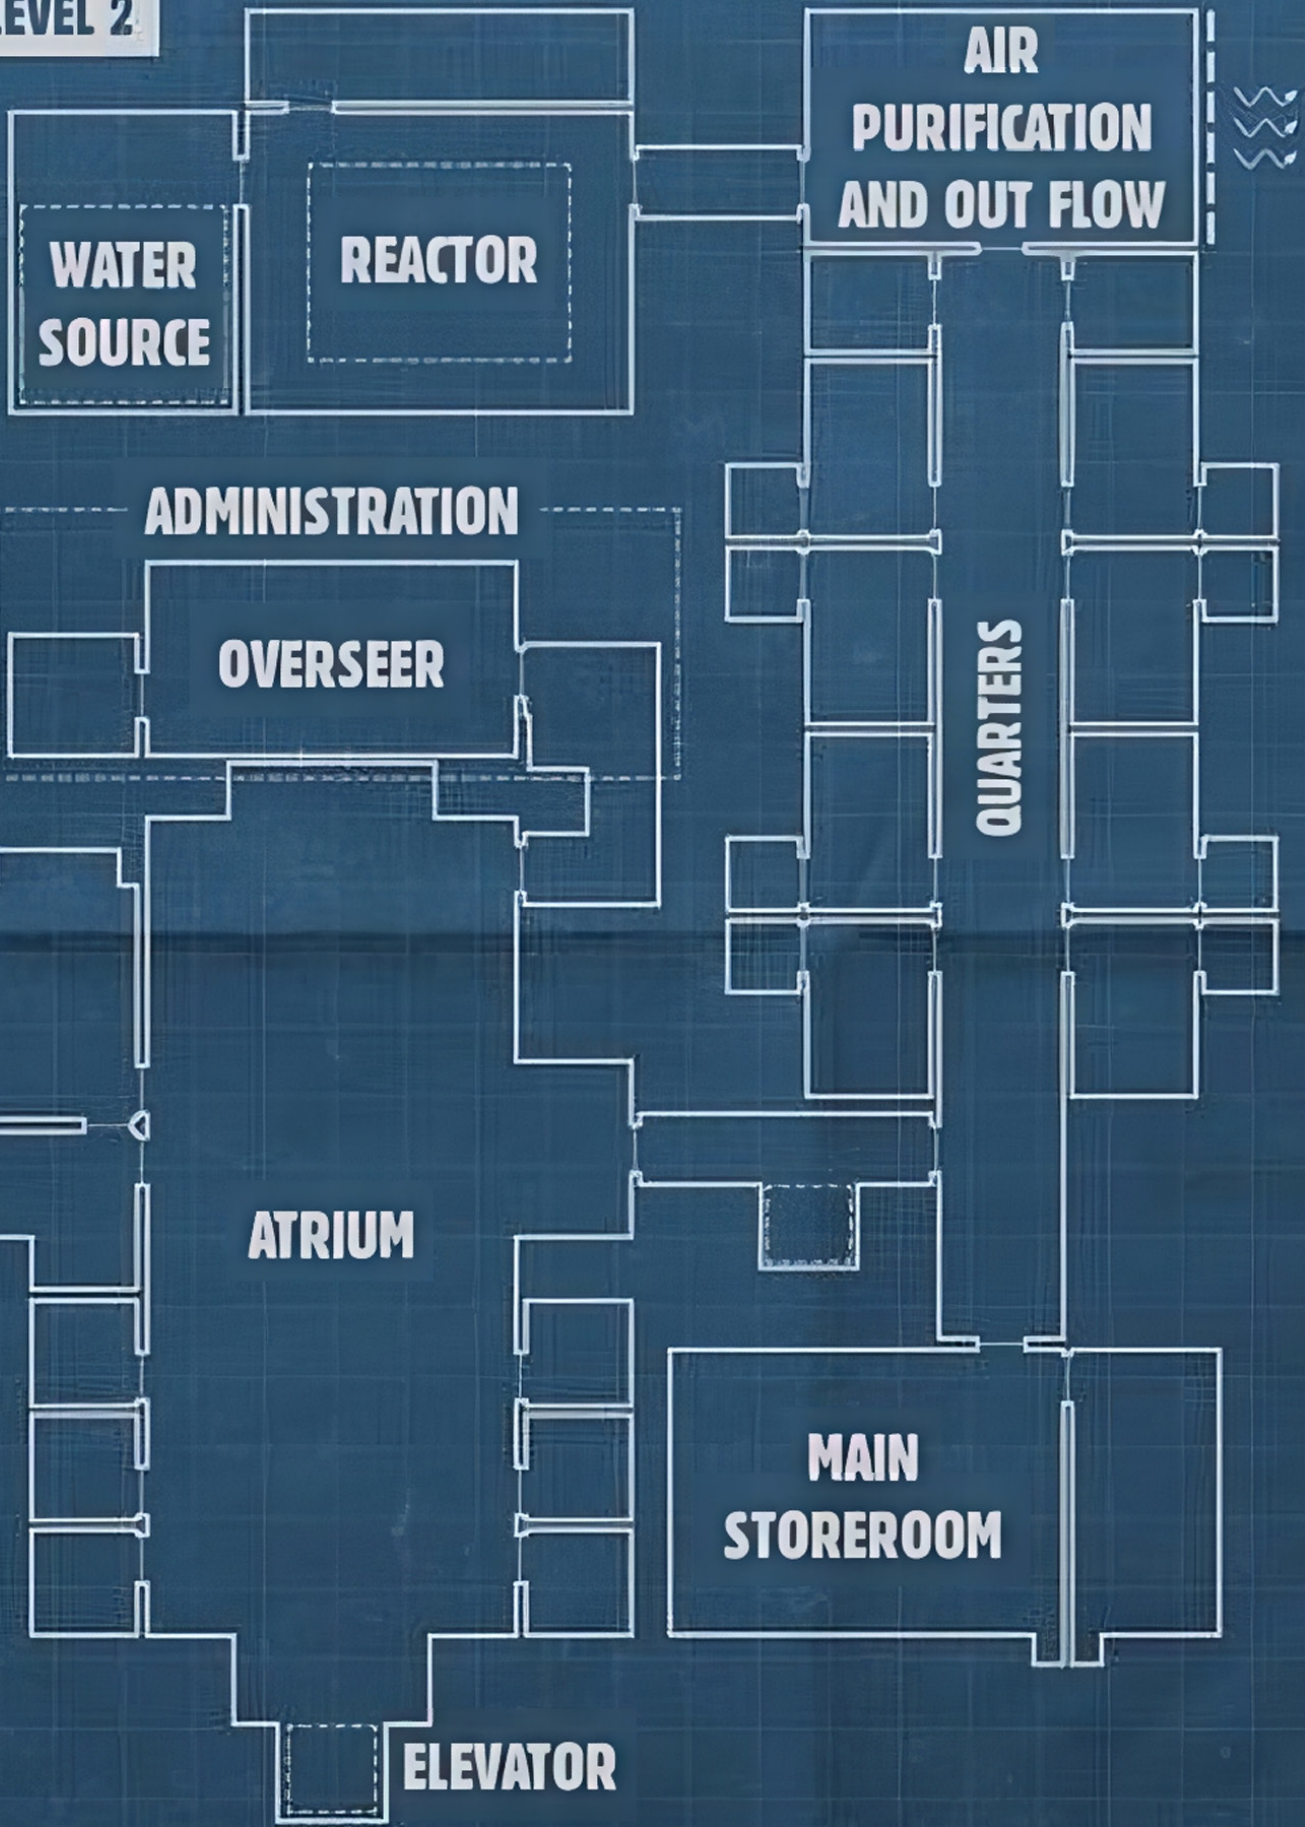 LEVEL 2
AIR
PURIFICATION
AND OUT FLOW
WATER
SOURCE
REACTOR
ADMINISTRATION
OVERSEER
QUARTERS
ATRIUM
MAIN
STOREROOM
ELEVATOR